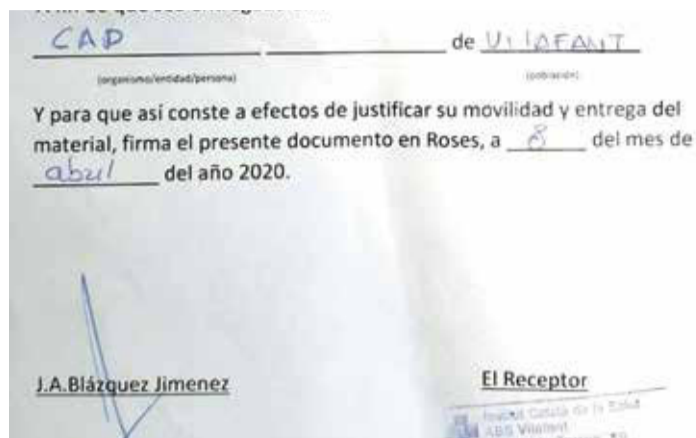 CAP de VILAFANT
(organismo/entidad/persona) (población)
Y para que así conste a efectos de justificar su movilidad y entrega del
material, firma el presente documento en Roses, a 8 del mes de
abril del año 2020.
J.A.Blázquez Jimenez El Receptor
Institut Català de la Salut
ABS Vilafant